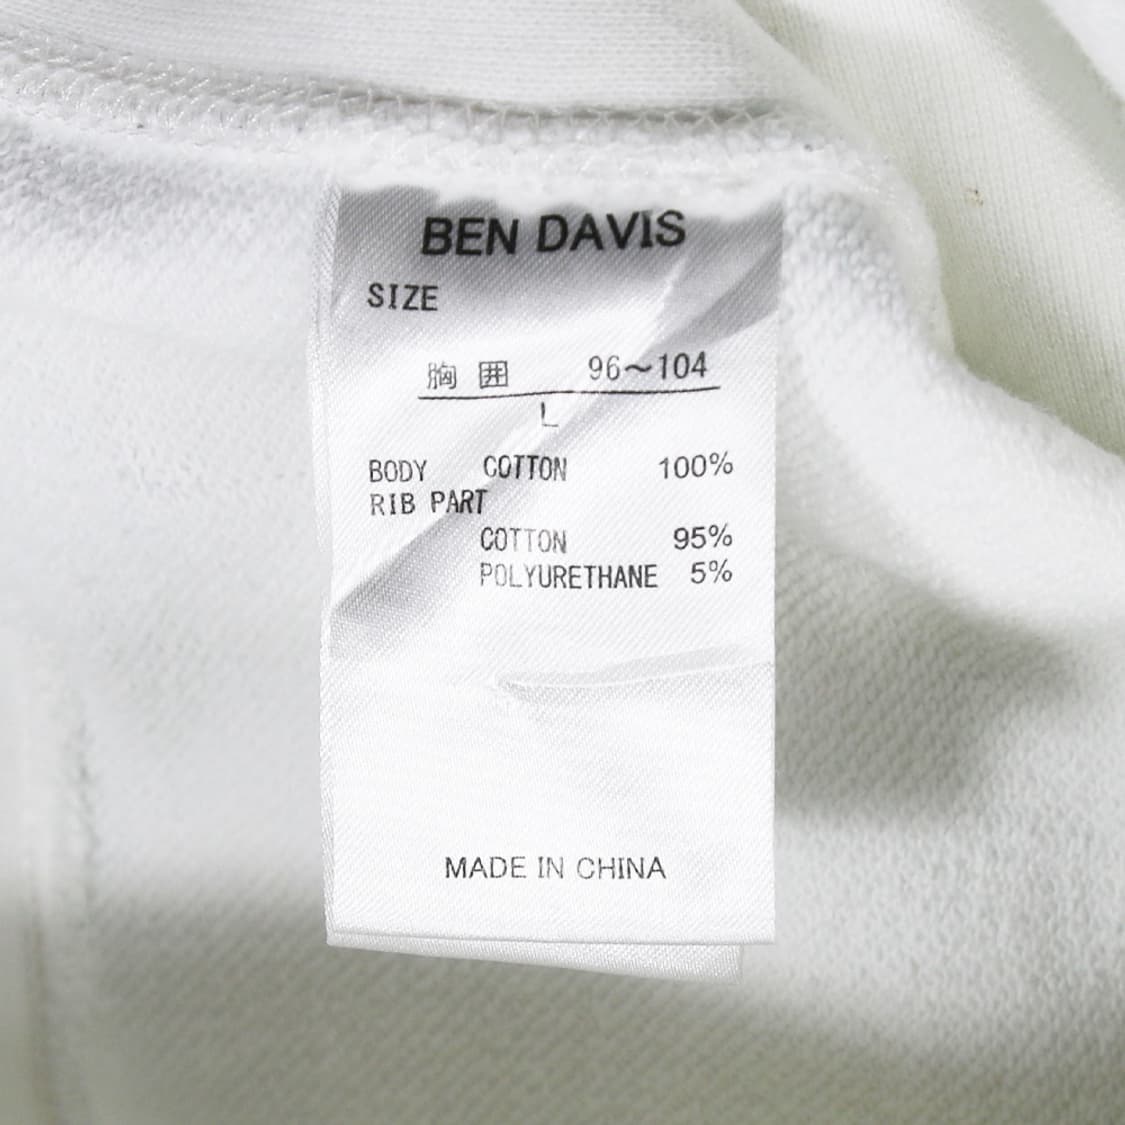 BEN DAVIS
SIZE
胸囲 96~104
L
BODY COTTON 100%
RIB PART
COTTON 95%
POLYURETHANE 5%
MADE IN CHINA